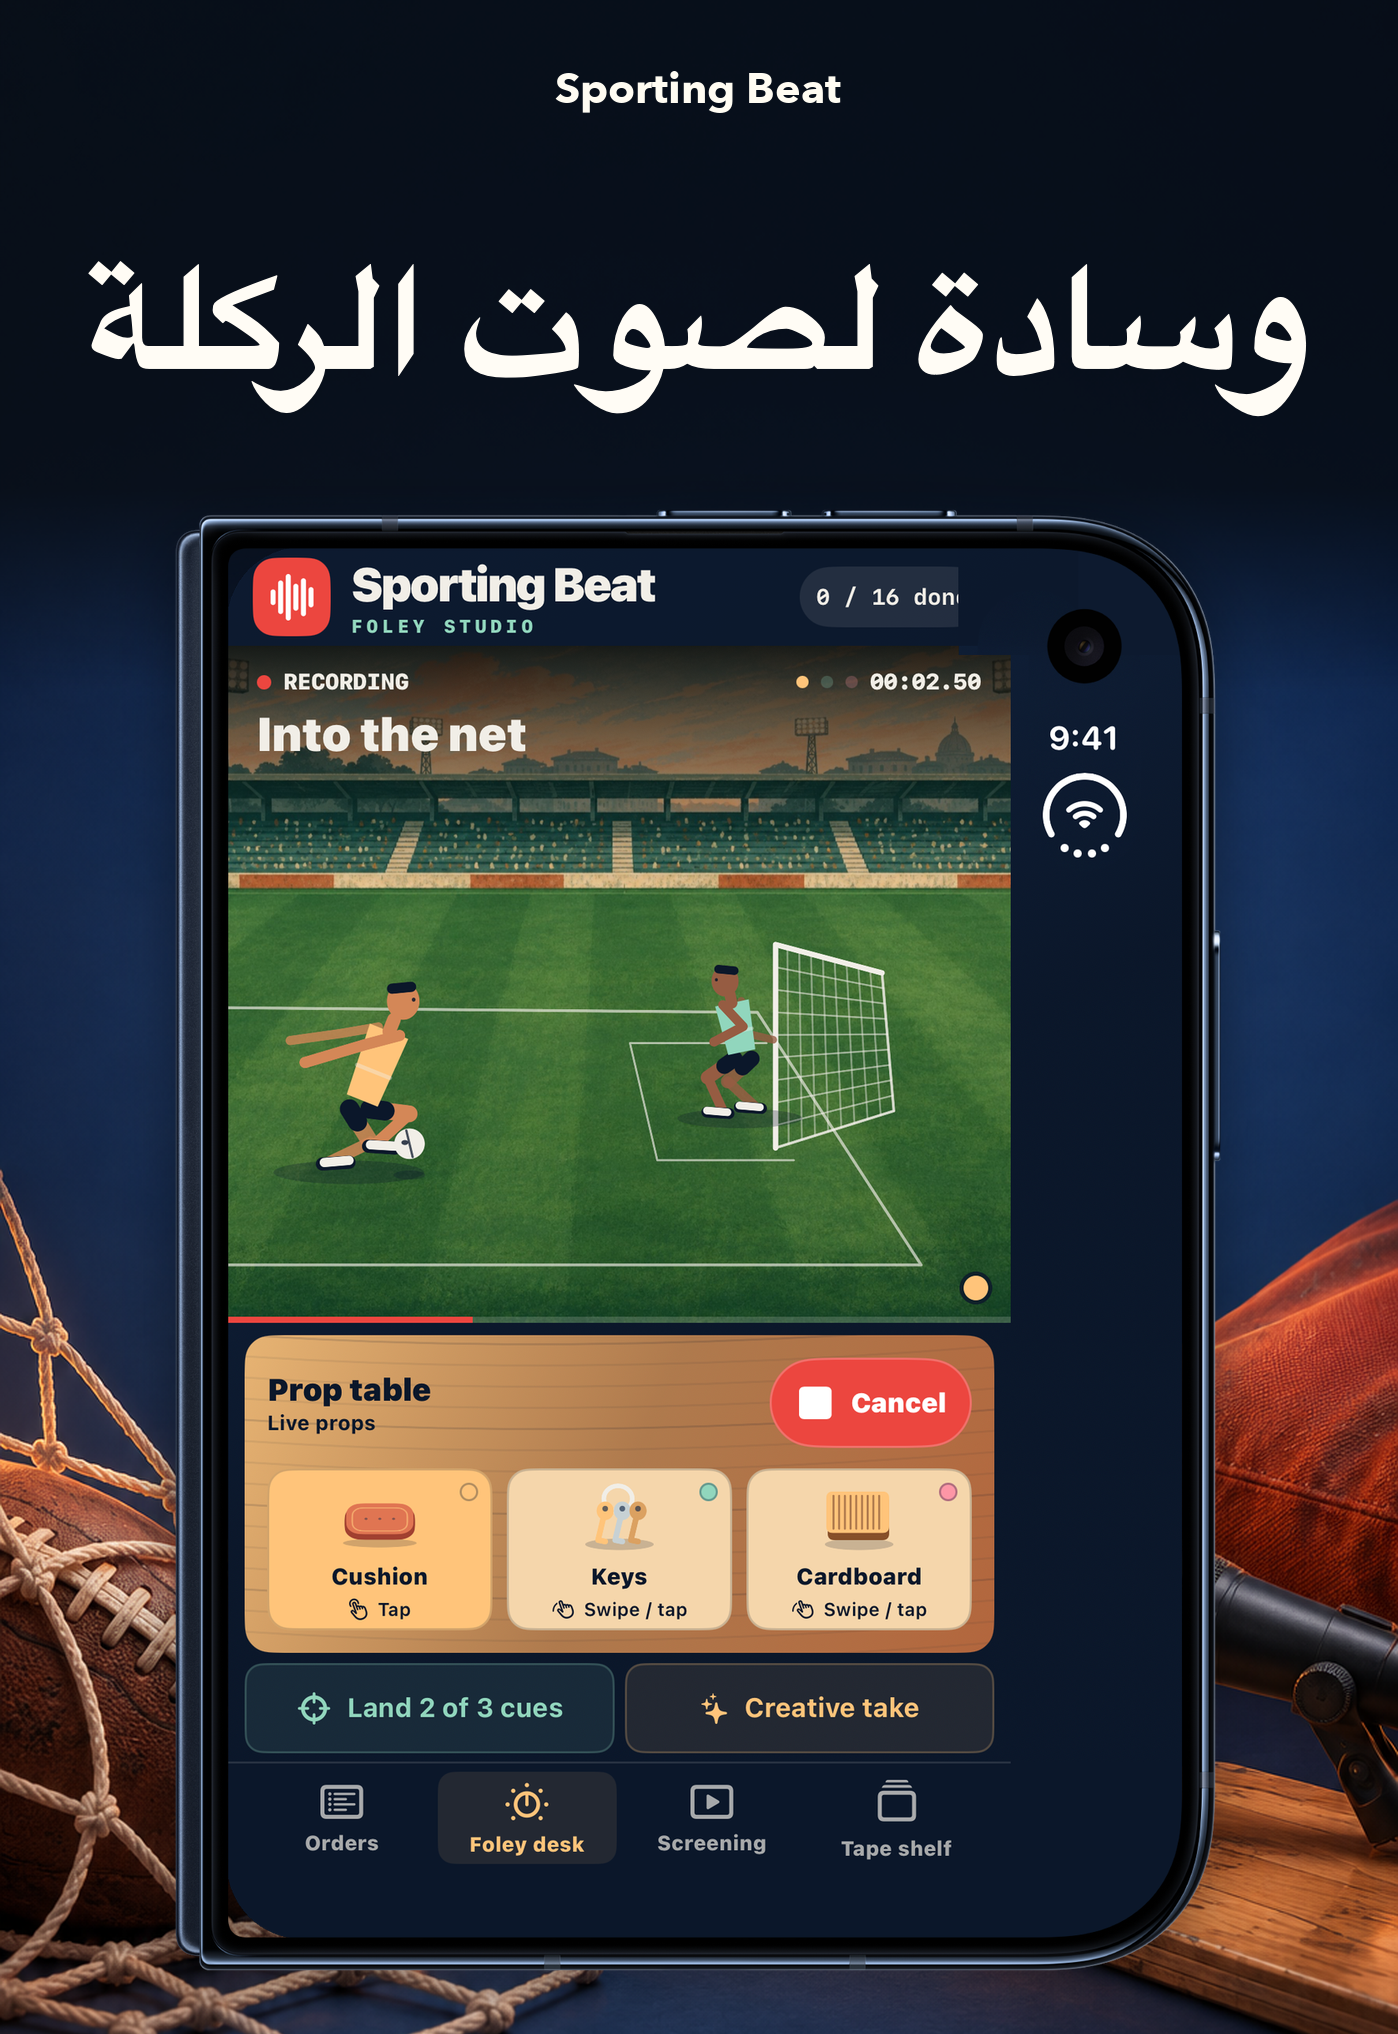 Sporting Beat
وسادة لصوت الركلة
Sporting Beat
FOLEY STUDIO
0 / 16 don
RECORDING
00:02.50
Into the net
9:41
Prop table
Live props
Cancel
Cushion
Tap
Keys
Swipe / tap
Cardboard
Swipe / tap
Land 2 of 3 cues
Creative take
Orders
Foley desk
Screening
Tape shelf